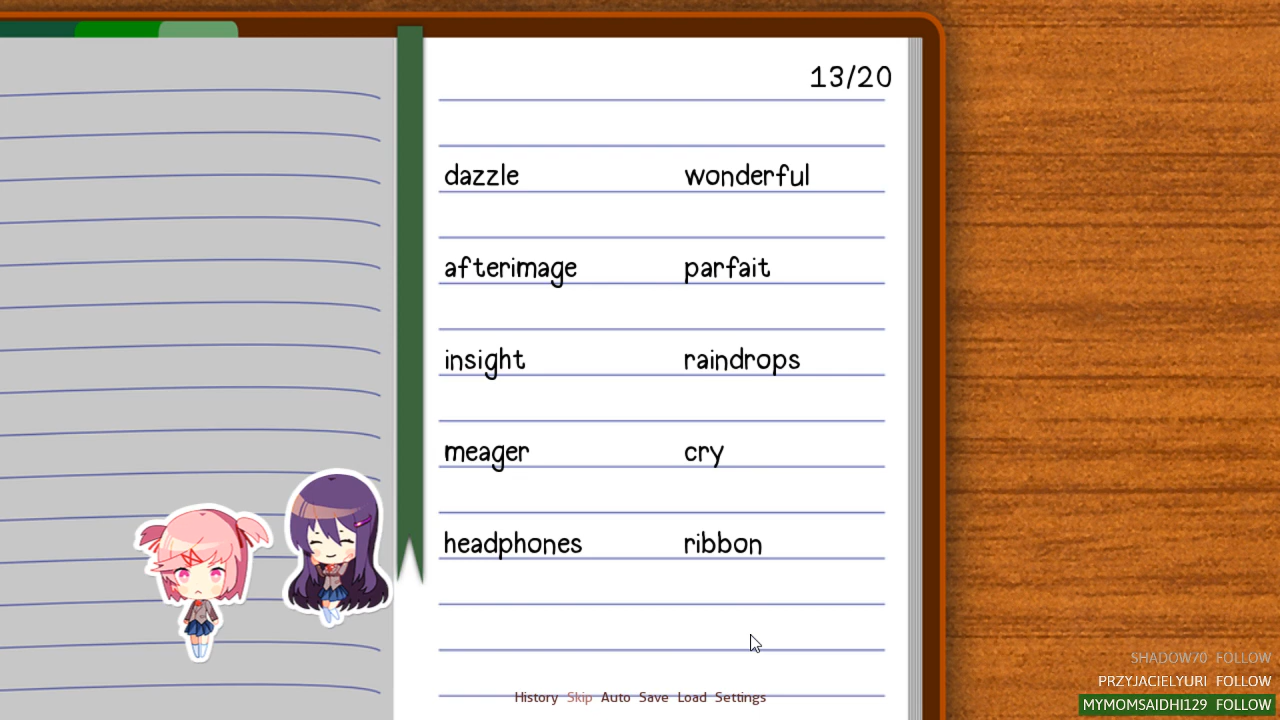 13/20
dazzle wonderful
afterimage parfait
insight raindrops
meager cry
headphones ribbon
SHADOW70 FOLLOW
PRZYJACIELYURI FOLLOW
History Skip Auto Save Load Settings
MYMOMSAIDHI129 FOLLOW